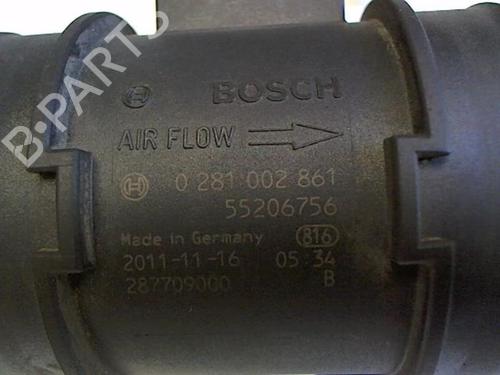 BOSCH
AIR FLOW
0 281 002 861
55206756
Made in Germany 816
2011-11-16 05:34
287709000 B
B-PARTS